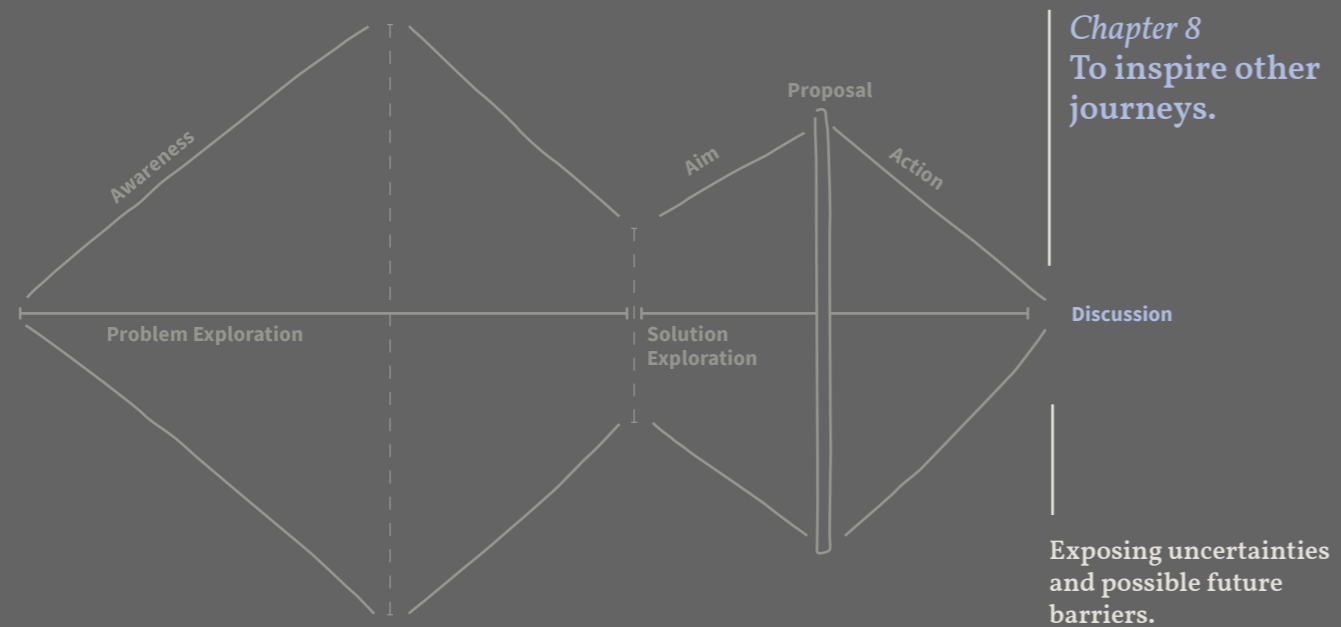 Chapter 8
To inspire other
journeys.
Proposal
Awareness
Aim
Action
Problem Exploration
Solution
Exploration
Discussion
Exposing uncertainties
and possible future
barriers.